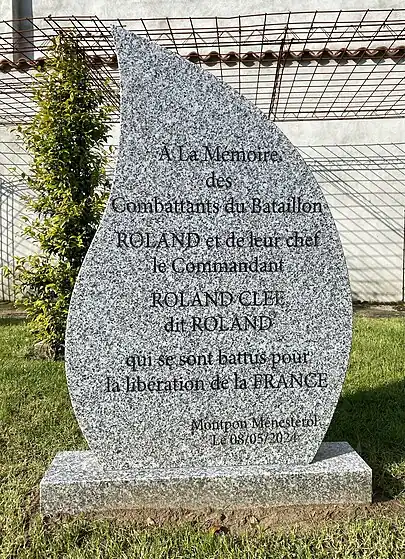 A La Mémoire,
des
Combattants du Bataillon
ROLAND et de leur chef
le Commandant
ROLAND CLEE
dit ROLAND
qui se sont battus pour
la libération de la FRANCE
Montpon Ménestérol
Le 08/05/2024